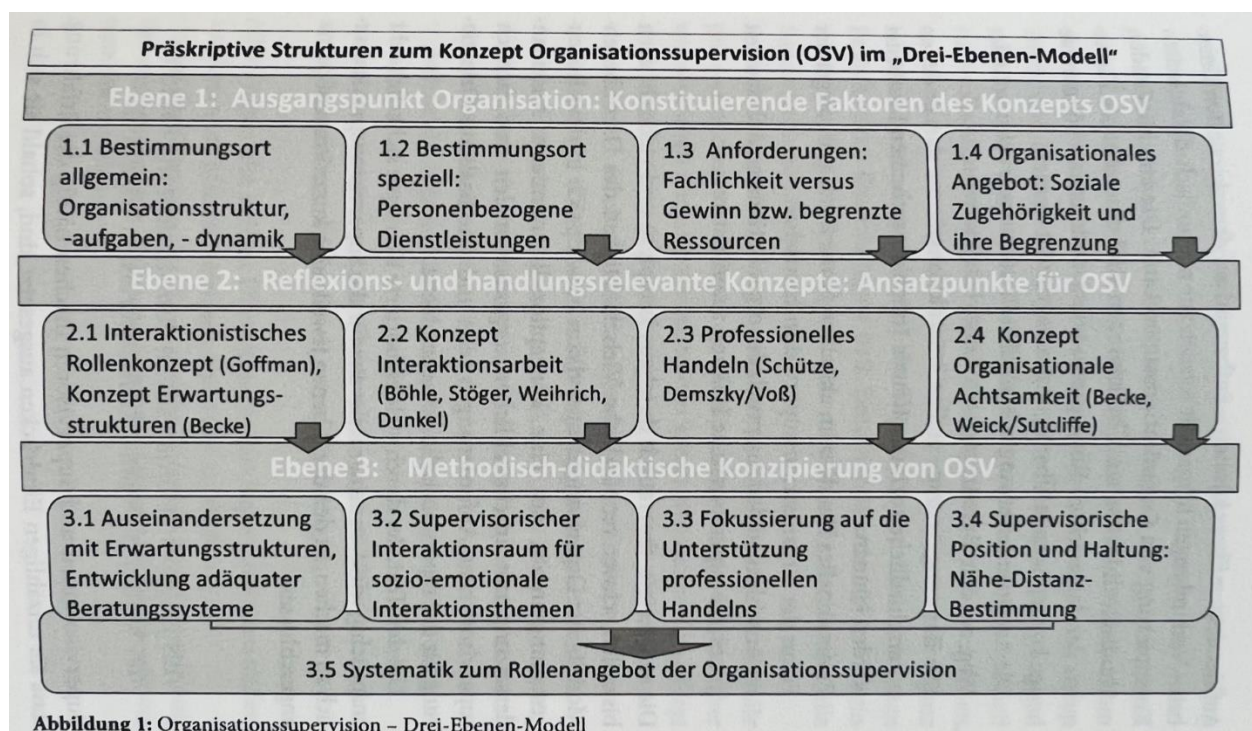 Präskriptive Strukturen zum Konzept Organisationssupervision (OSV) im „Drei-Ebenen-Modell“
Ebene 1: Ausgangspunkt Organisation: Konstituierende Faktoren des Konzepts OSV
1.1 Bestimmungsort
allgemein:
Organisationsstruktur,
-aufgaben, - dynamik
1.2 Bestimmungsort
speziell:
Personenbezogene
Dienstleistungen
1.3 Anforderungen:
Fachlichkeit versus
Gewinn bzw. begrenzte
Ressourcen
1.4 Organisationales
Angebot: Soziale
Zugehörigkeit und
ihre Begrenzung
Ebene 2: Reflexions- und handlungsrelevante Konzepte: Ansatzpunkte für OSV
2.1 Interaktionistisches
Rollenkonzept (Goffman),
Konzept Erwartungs-
strukturen (Becke)
2.2 Konzept
Interaktionsarbeit
(Böhle, Stöger, Weihrich,
Dunkel)
2.3 Professionelles
Handeln (Schütze,
Demszky/Voß)
2.4 Konzept
Organisationale
Achtsamkeit (Becke,
Weick/Sutcliffe)
Ebene 3: Methodisch-didaktische Konzipierung von OSV
3.1 Auseinandersetzung
mit Erwartungsstrukturen,
Entwicklung adäquater
Beratungssysteme
3.2 Supervisorischer
Interaktionsraum für
sozio-emotionale
Interaktionsthemen
3.3 Fokussierung auf die
Unterstützung
professionellen
Handelns
3.4 Supervisorische
Position und Haltung:
Nähe-Distanz-
Bestimmung
3.5 Systematik zum Rollenangebot der Organisationssupervision
Abbildung 1: Organisationssupervision – Drei-Ebenen-Modell